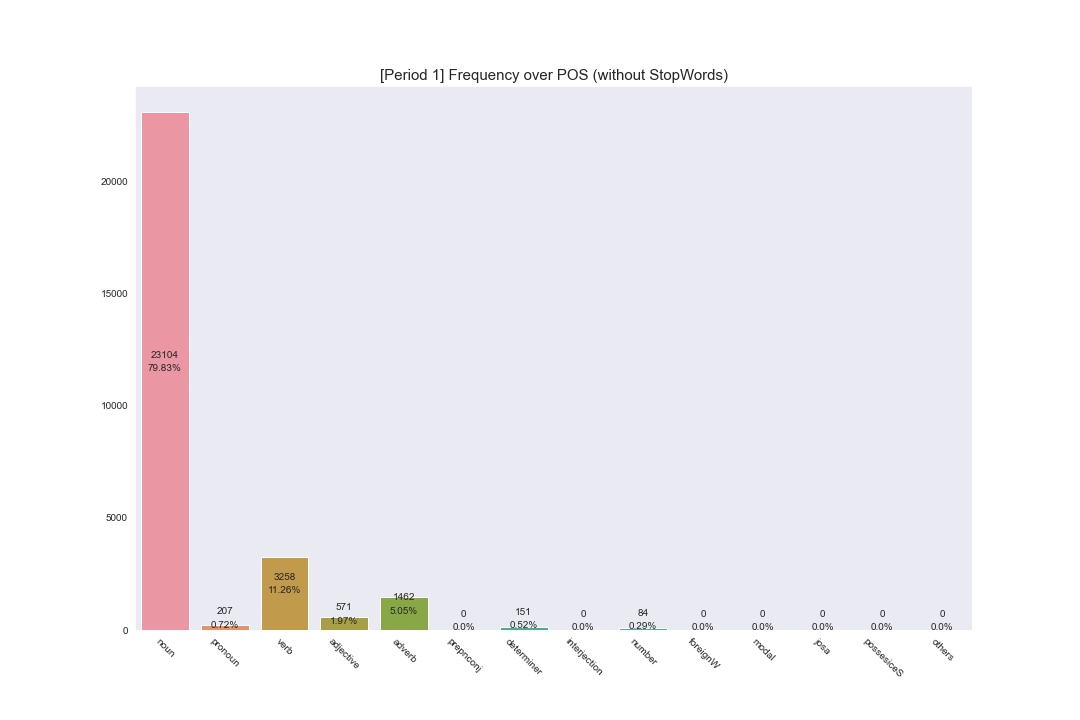 [Period 1] Frequency over POS (without StopWords)
20000
15000
10000
5000
0
23104
79.83%
207
0.72%
3258
11.26%
571
1.97%
1462
5.05%
0
0.0%
151
0.52%
0
0.0%
84
0.29%
0
0.0%
0
0.0%
0
0.0%
0
0.0%
0
0.0%
noun
pronoun
verb
adjective
adverb
prepnconj
determiner
interjection
number
foreignW
modal
josa
possesiceS
others